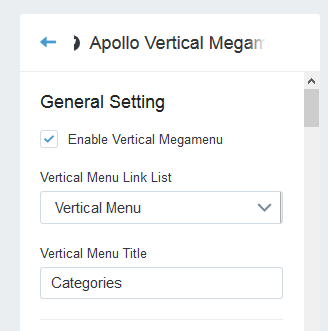 Apollo Vertical Megam
General Setting
Enable Vertical Megamenu
Vertical Menu Link List
Vertical Menu
Vertical Menu Title
Categories